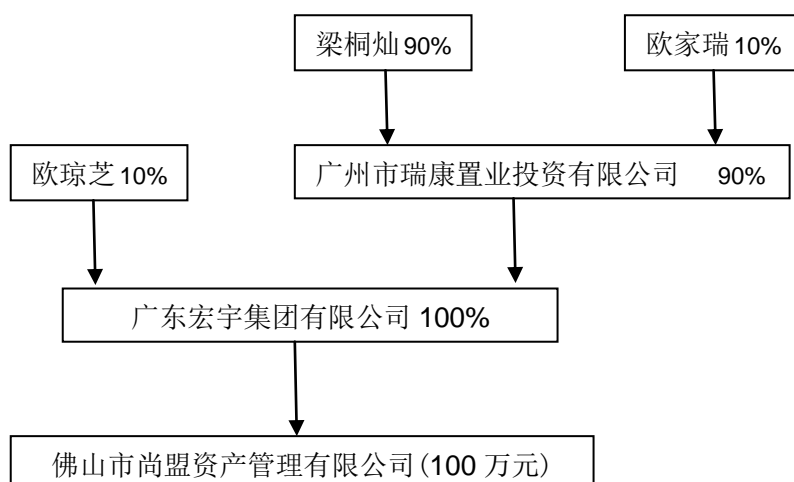 梁桐灿 90%
欧家瑞 10%
欧琼芝 10%
广州市瑞康置业投资有限公司 90%
广东宏宇集团有限公司 100%
佛山市尚盟资产管理有限公司(100 万元)